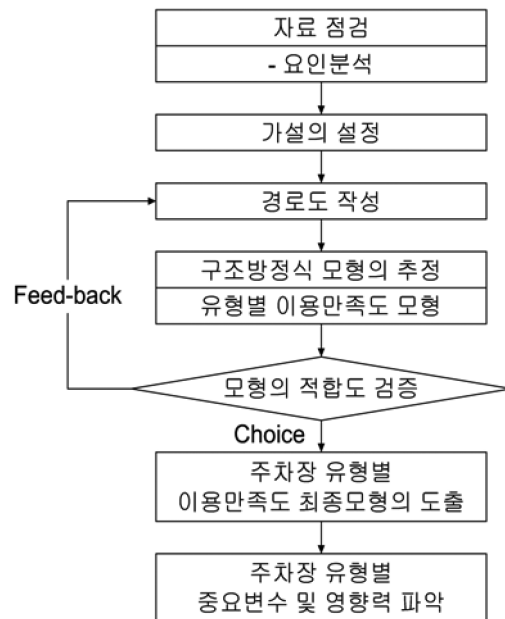 자료 점검
- 요인분석
가설의 설정
경로도 작성
구조방정식 모형의 추정
유형별 이용만족도 모형
Feed-back
모형의 적합도 검증
Choice
주차장 유형별
이용만족도 최종모형의 도출
주차장 유형별
중요변수 및 영향력 파악